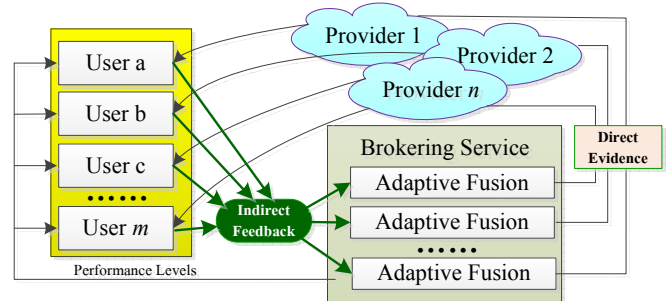 Provider 1
Provider 2
Provider n
User a
User b
User c
......
User m
Performance Levels
Indirect
Feedback
Brokering Service
Adaptive Fusion
Adaptive Fusion
......
Adaptive Fusion
Direct
Evidence